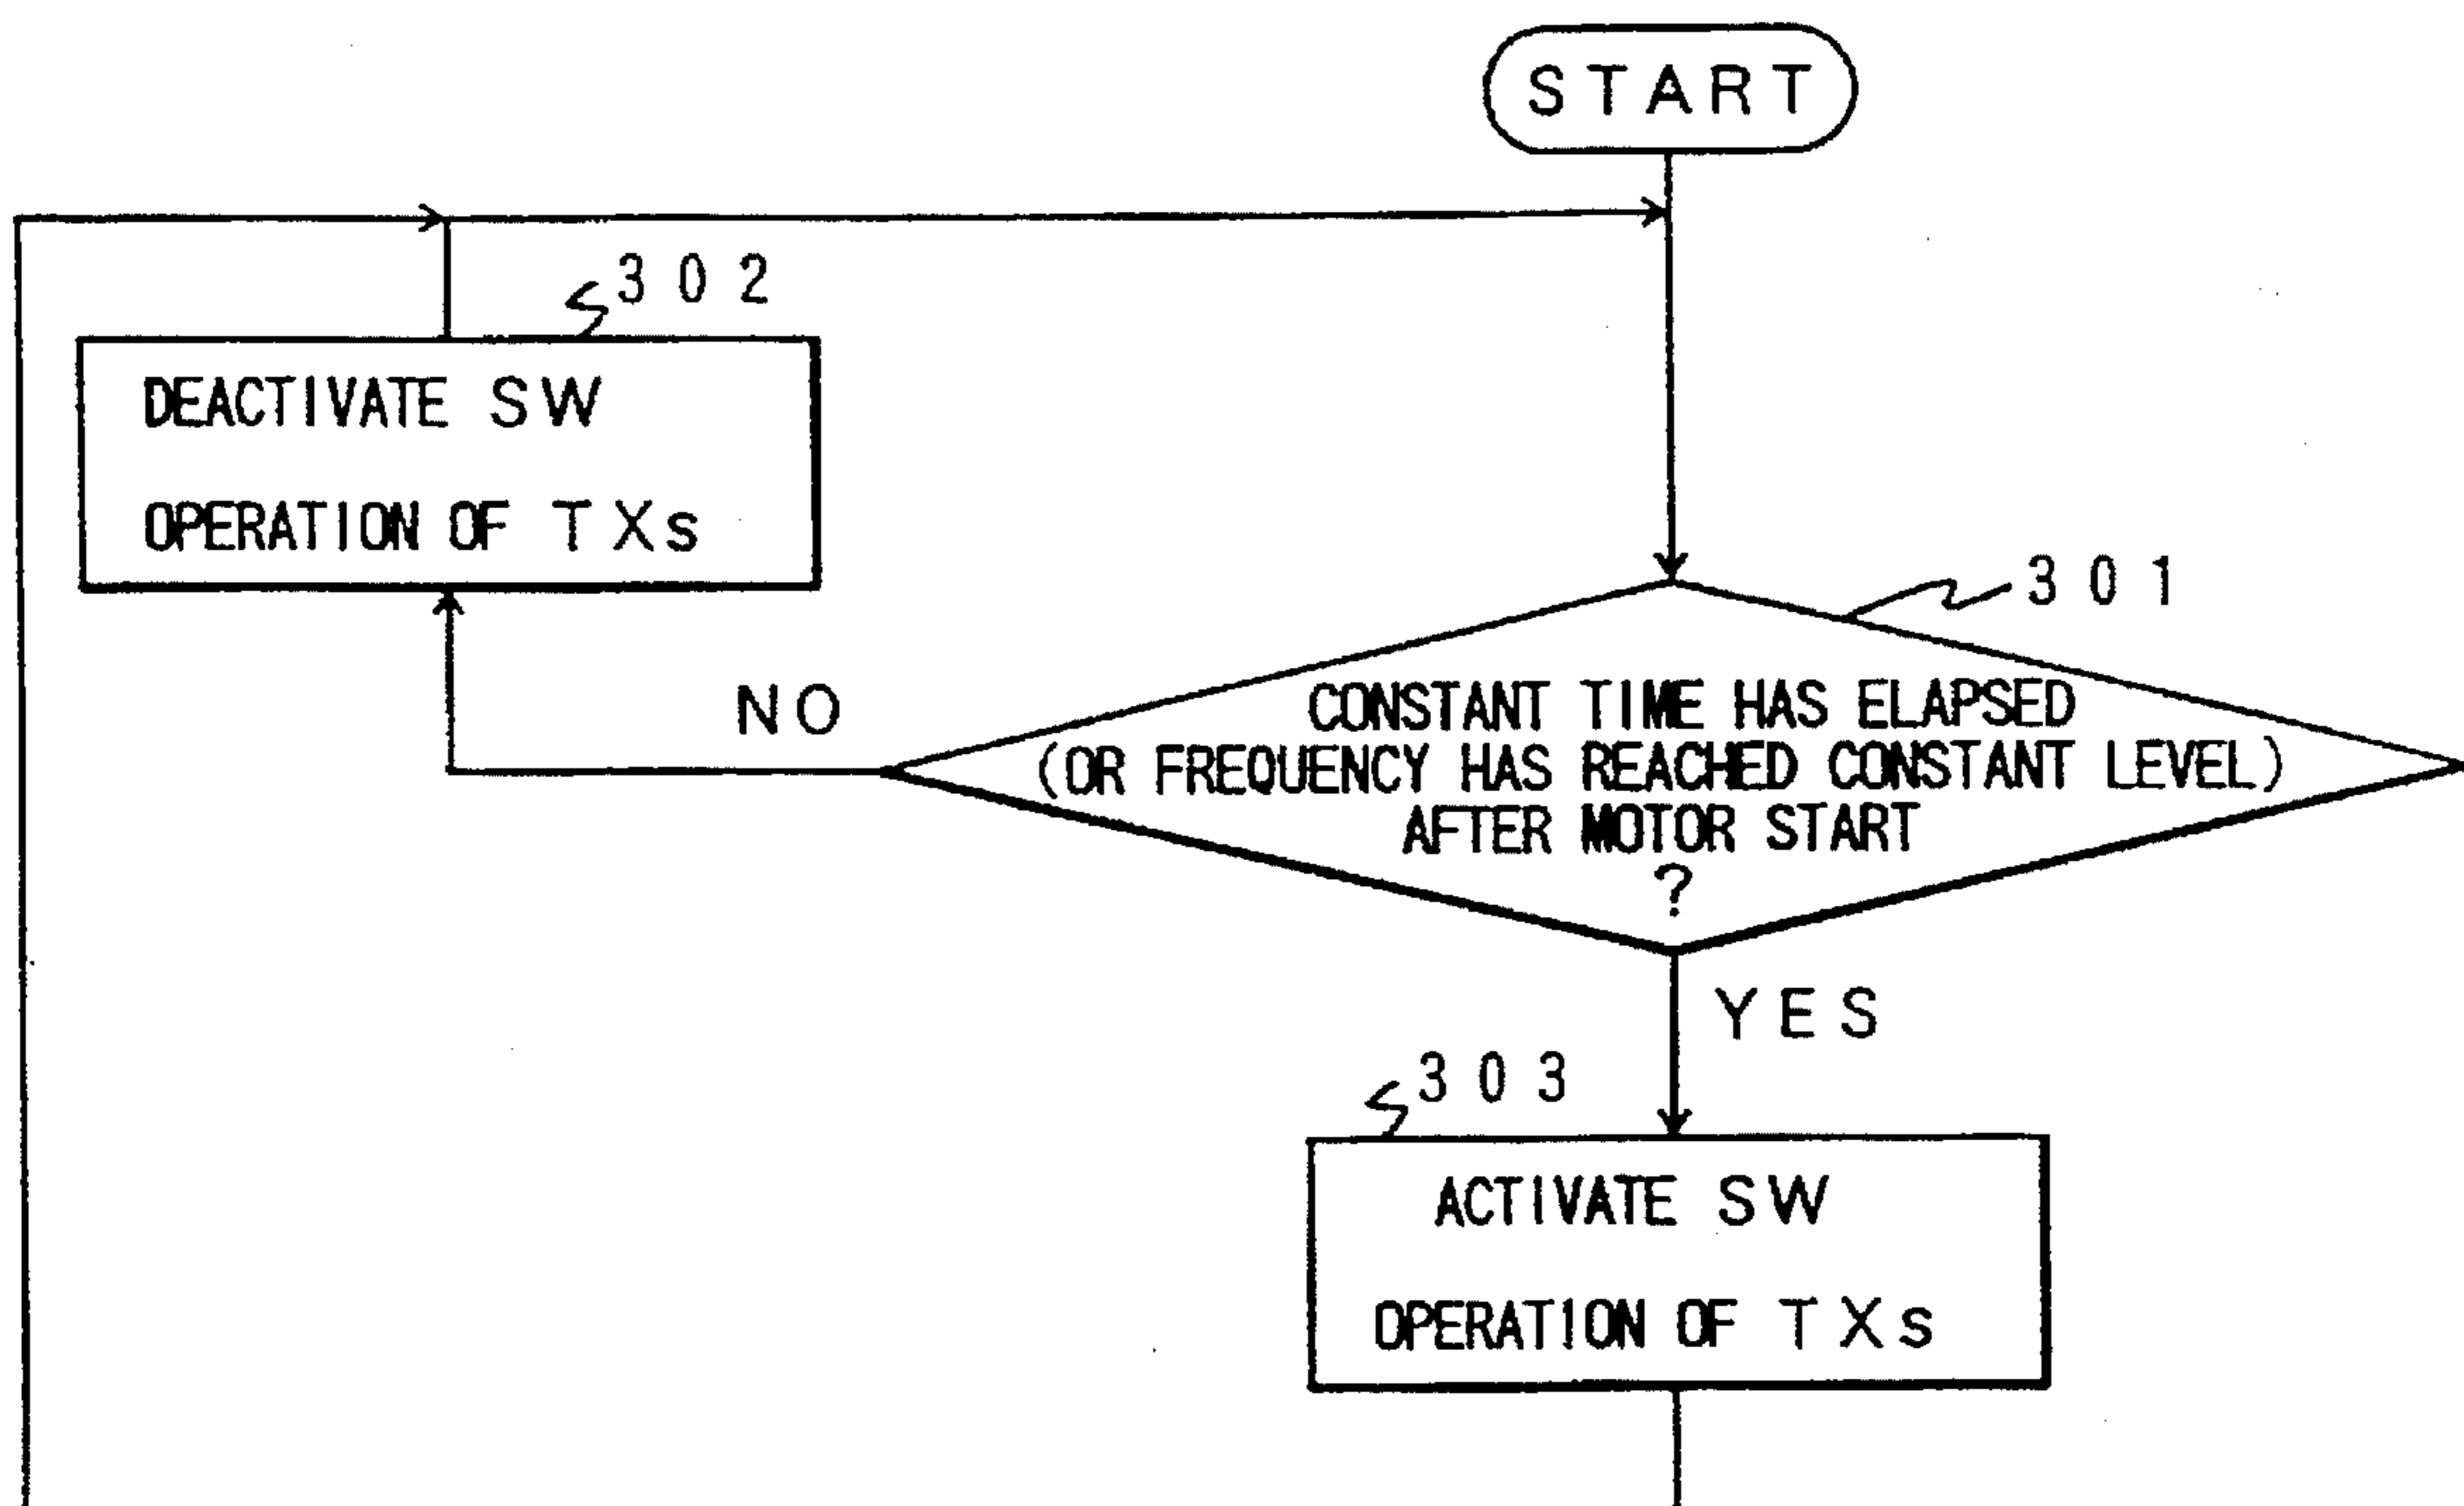 START
302
DEACTIVATE SW
OPERATION OF TXs
301
NO
CONSTANT TIME HAS ELAPSED
(OR FREQUENCY HAS REACHED CONSTANT LEVEL)
AFTER MOTOR START
?
YES
303
ACTIVATE SW
OPERATION OF TXs